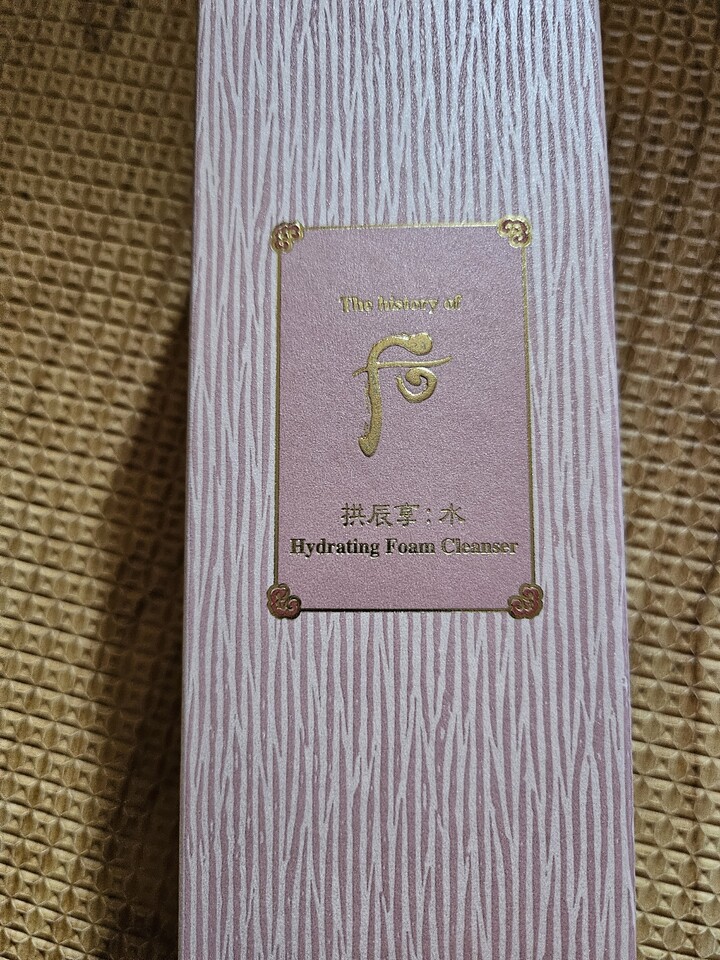 The history of
后
拱辰享:水
Hydrating Foam Cleanser